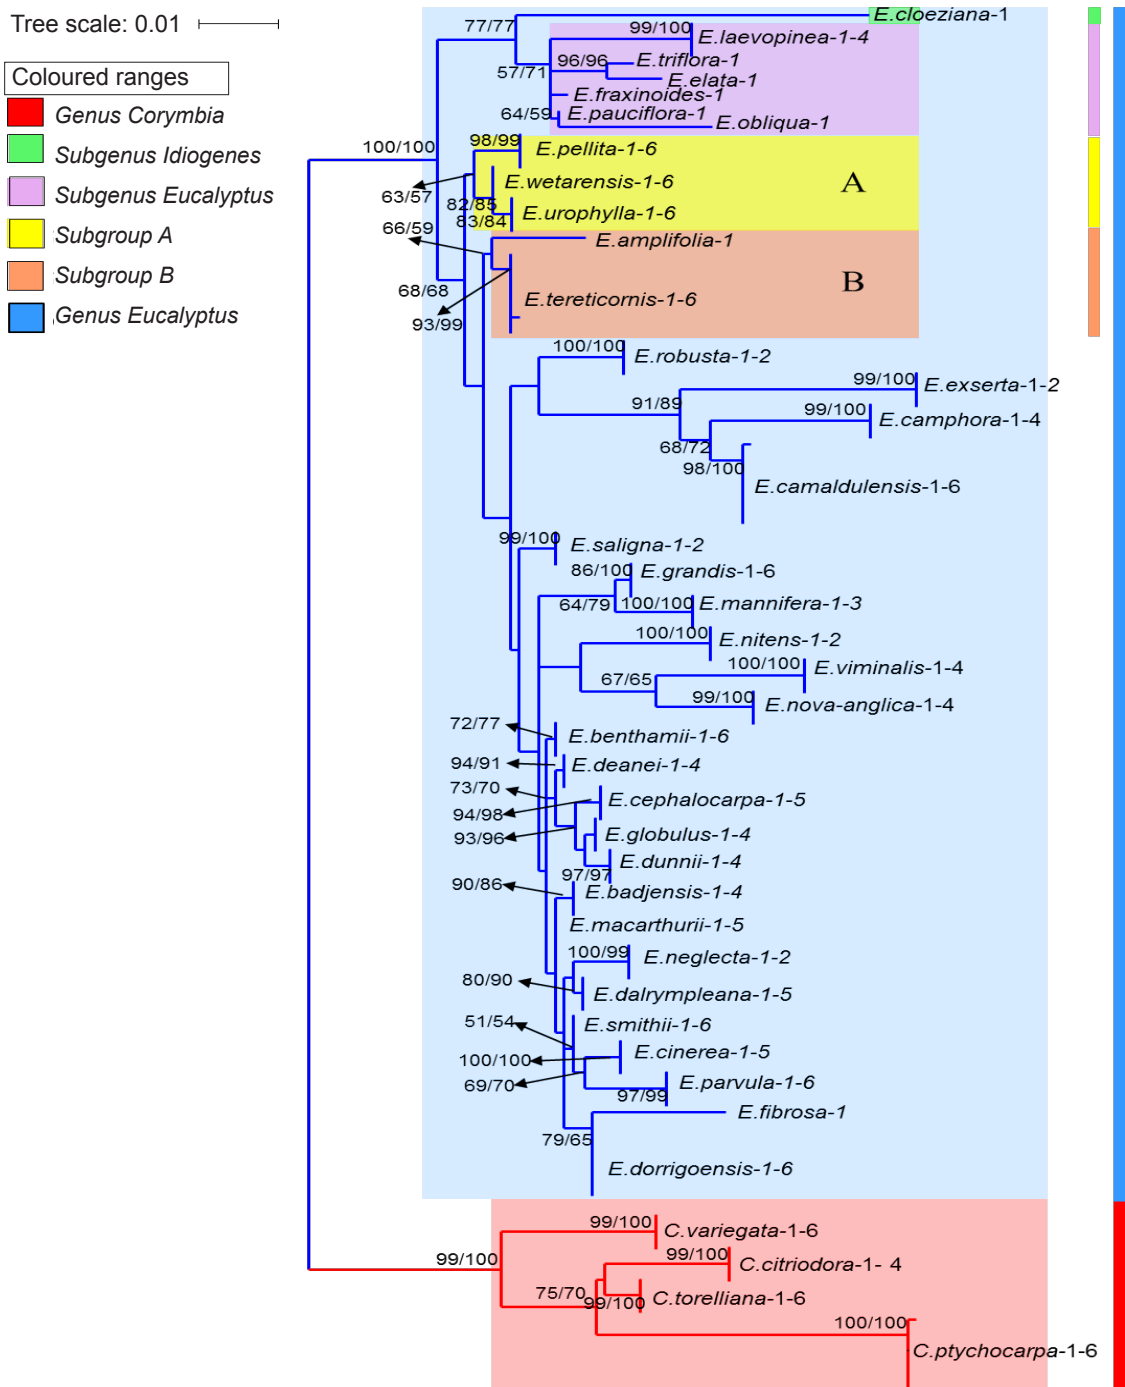 Tree scale: 0.01
Coloured ranges
Genus Corymbia
Subgenus Idiogenes
Subgenus Eucalyptus
Subgroup A
Subgroup B
Genus Eucalyptus
77/77
E.cloeziana-1
99/100
E.laevopinea-1-4
96/96
E.triflora-1
57/71
E.elata-1
E.fraxinoides-1
64/59
E.pauciflora-1
E.obliqua-1
100/100
98/99
E.pellita-1-6
63/57
E.wetarensis-1-6
A
82/85
83/84
E.urophylla-1-6
66/59
E.amplifolia-1
68/68
B
93/99
E.tereticornis-1-6
100/100
E.robusta-1-2
99/100
E.exserta-1-2
91/89
99/100
E.camphora-1-4
68/72
98/100
E.camaldulensis-1-6
99/100
E.saligna-1-2
86/100
E.grandis-1-6
64/79
100/100
E.mannifera-1-3
100/100
E.nitens-1-2
100/100
E.viminalis-1-4
67/65
99/100
E.nova-anglica-1-4
72/77
E.benthamii-1-6
94/91
E.deanei-1-4
73/70
E.cephalocarpa-1-5
94/98
93/96
E.globulus-1-4
E.dunnii-1-4
97/97
90/86
E.badjensis-1-4
E.macarthurii-1-5
100/99
E.neglecta-1-2
80/90
E.dalrympleana-1-5
51/54
E.smithii-1-6
100/100
E.cinerea-1-5
69/70
E.parvula-1-6
97/99
E.fibrosa-1
79/65
E.dorrigoensis-1-6
99/100
C.variegata-1-6
99/100
99/100
C.citriodora-1- 4
75/70
99/100
C.torelliana-1-6
100/100
C.ptychocarpa-1-6